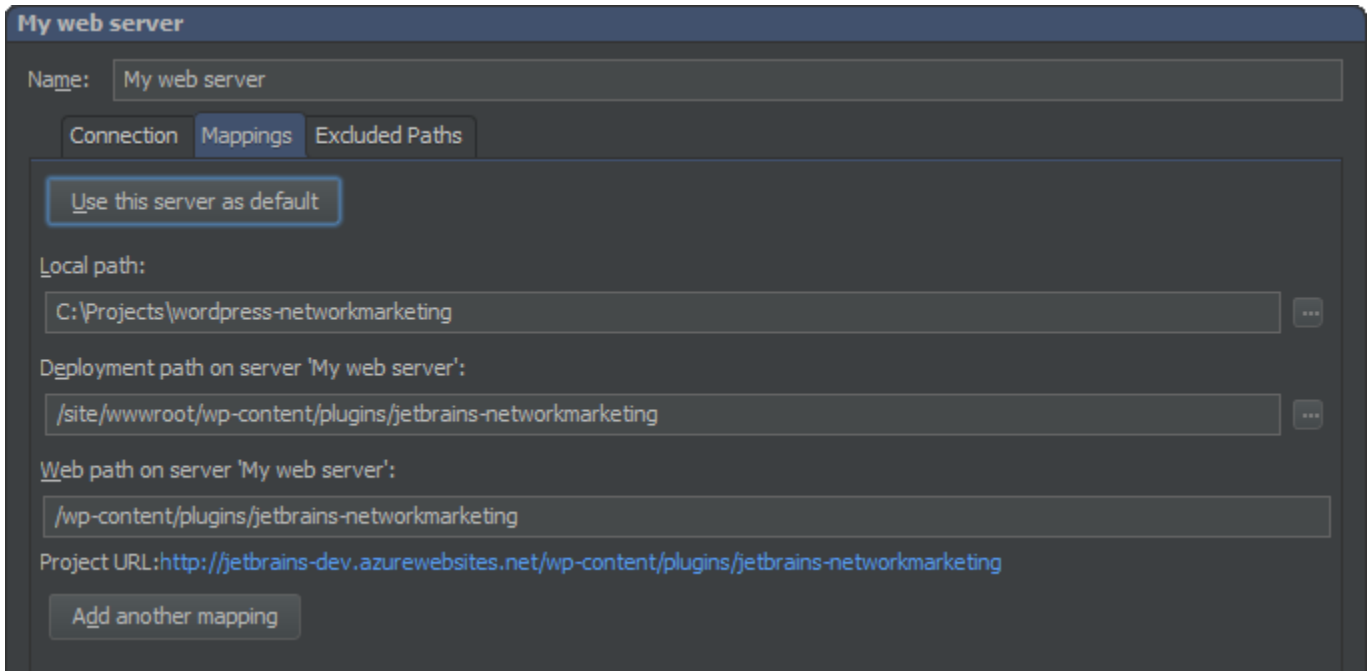 My web server
Name: My web server
Connection Mappings Excluded Paths
Use this server as default
Local path:
C:\Projects\wordpress-networkmarketing
...
Deployment path on server 'My web server':
/site/wwwroot/wp-content/plugins/jetbrains-networkmarketing
...
Web path on server 'My web server':
/wp-content/plugins/jetbrains-networkmarketing
Project URL:http://jetbrains-dev.azurewebsites.net/wp-content/plugins/jetbrains-networkmarketing
Add another mapping